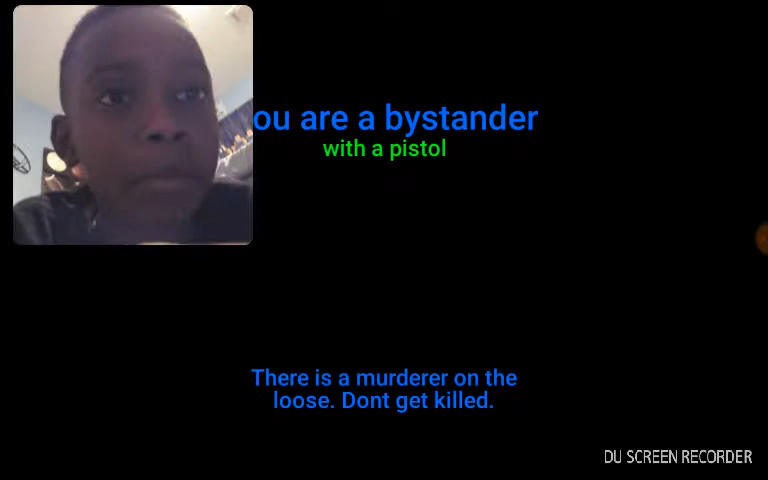 ou are a bystander
with a pistol
There is a murderer on the
loose. Dont get killed.
DU SCREEN RECORDER